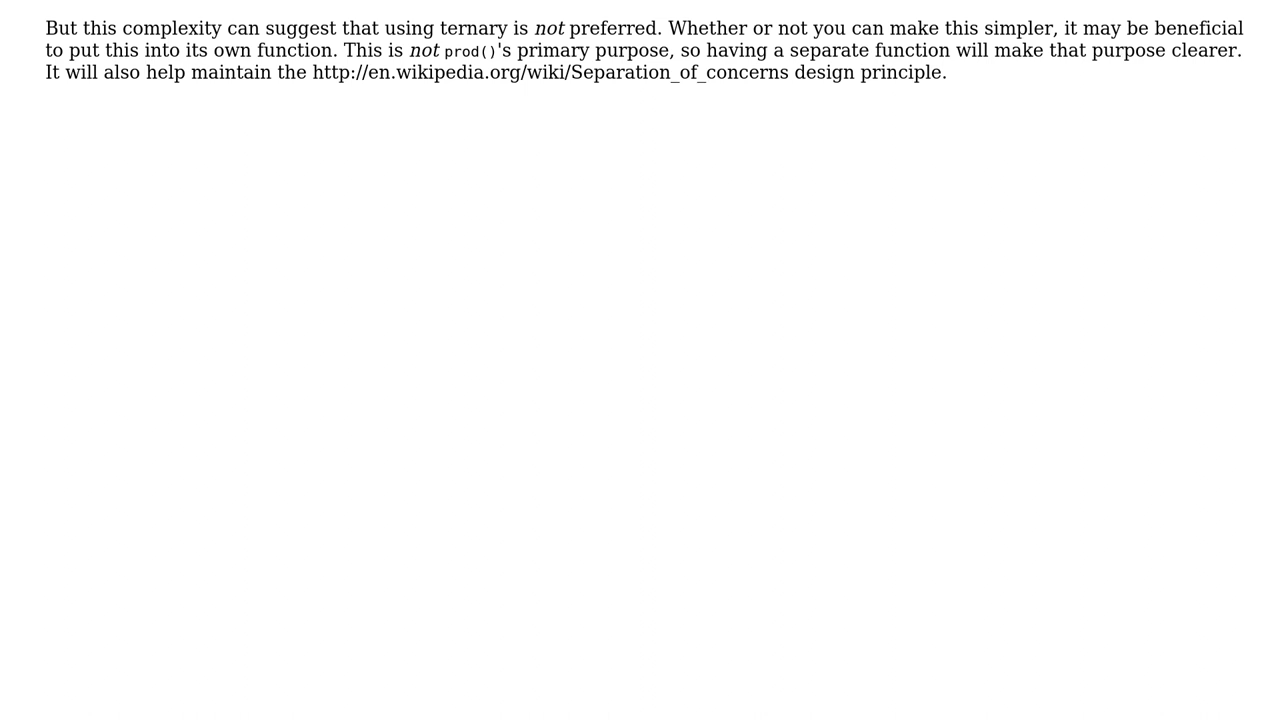 But this complexity can suggest that using ternary is not preferred. Whether or not you can make this simpler, it may be beneficial
to put this into its own function. This is not prod()'s primary purpose, so having a separate function will make that purpose clearer.
It will also help maintain the http://en.wikipedia.org/wiki/Separation_of_concerns design principle.